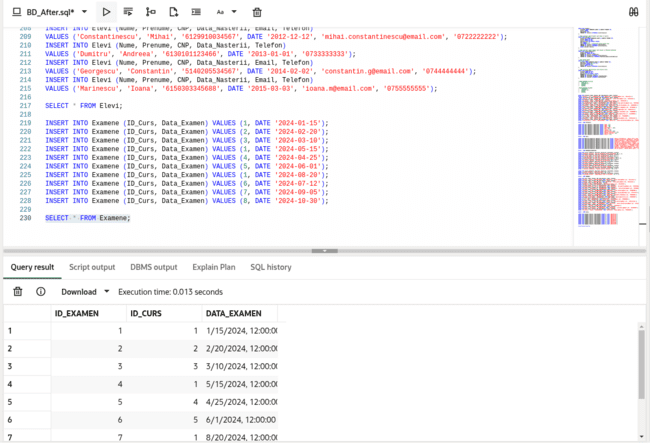 BD_After.sql*
Aa
208 INSERT INTO Elevi (Nume, Prenume, CNP, Data_Nasterii, Email, Telefon)
209 VALUES ('Constantinescu', 'Mihai', '6129910034567', DATE '2012-12-12', 'mihai.constantinescu@email.com', '0722222222');
210 INSERT INTO Elevi (Nume, Prenume, CNP, Data_Nasterii, Telefon)
211 VALUES ('Dumitru', 'Andreea', '6130101123466', DATE '2013-01-01', '0733333333');
212 INSERT INTO Elevi (Nume, Prenume, CNP, Data_Nasterii, Email, Telefon)
213 VALUES ('Georgescu', 'Constantin', '5140205534567', DATE '2014-02-02', 'constantin.g@email.com', '0744444444');
214 INSERT INTO Elevi (Nume, Prenume, CNP, Data_Nasterii, Email, Telefon)
215 VALUES ('Marinescu', 'Ioana', '6150303345688', DATE '2015-03-03', 'ioana.m@email.com', '0755555555');
216
217 SELECT * FROM Elevi;
218
219 INSERT INTO Examene (ID_Curs, Data_Examen) VALUES (1, DATE '2024-01-15');
220 INSERT INTO Examene (ID_Curs, Data_Examen) VALUES (2, DATE '2024-02-20');
221 INSERT INTO Examene (ID_Curs, Data_Examen) VALUES (3, DATE '2024-03-10');
222 INSERT INTO Examene (ID_Curs, Data_Examen) VALUES (1, DATE '2024-05-15');
223 INSERT INTO Examene (ID_Curs, Data_Examen) VALUES (4, DATE '2024-04-25');
224 INSERT INTO Examene (ID_Curs, Data_Examen) VALUES (5, DATE '2024-06-01');
225 INSERT INTO Examene (ID_Curs, Data_Examen) VALUES (1, DATE '2024-08-20');
226 INSERT INTO Examene (ID_Curs, Data_Examen) VALUES (6, DATE '2024-07-12');
227 INSERT INTO Examene (ID_Curs, Data_Examen) VALUES (7, DATE '2024-09-05');
228 INSERT INTO Examene (ID_Curs, Data_Examen) VALUES (8, DATE '2024-10-30');
229
230 SELECT * FROM Examene;
Query result Script output DBMS output Explain Plan SQL history
Download Execution time: 0.013 seconds
ID_EXAMEN ID_CURS DATA_EXAMEN
1 1 1 1/15/2024, 12:00:00
2 2 2 2/20/2024, 12:00:0
3 3 3 3/10/2024, 12:00:0
4 4 1 5/15/2024, 12:00:0
5 5 4 4/25/2024, 12:00:0
6 6 5 6/1/2024, 12:00:00
7 7 1 8/20/2024, 12:00:0